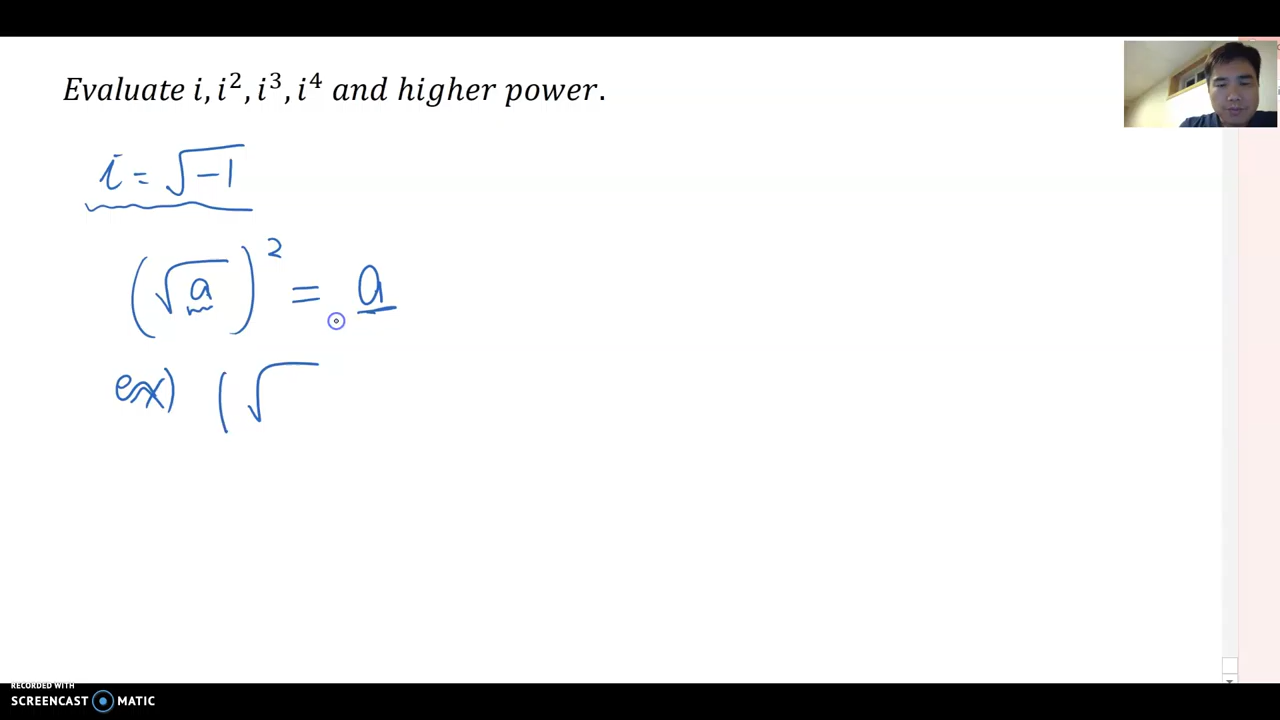 Evaluate i, i², i³, i⁴ and higher power.
i = √-1
(√a)² = a
ex) (√
RECORDED WITH
SCREENCAST MATIC